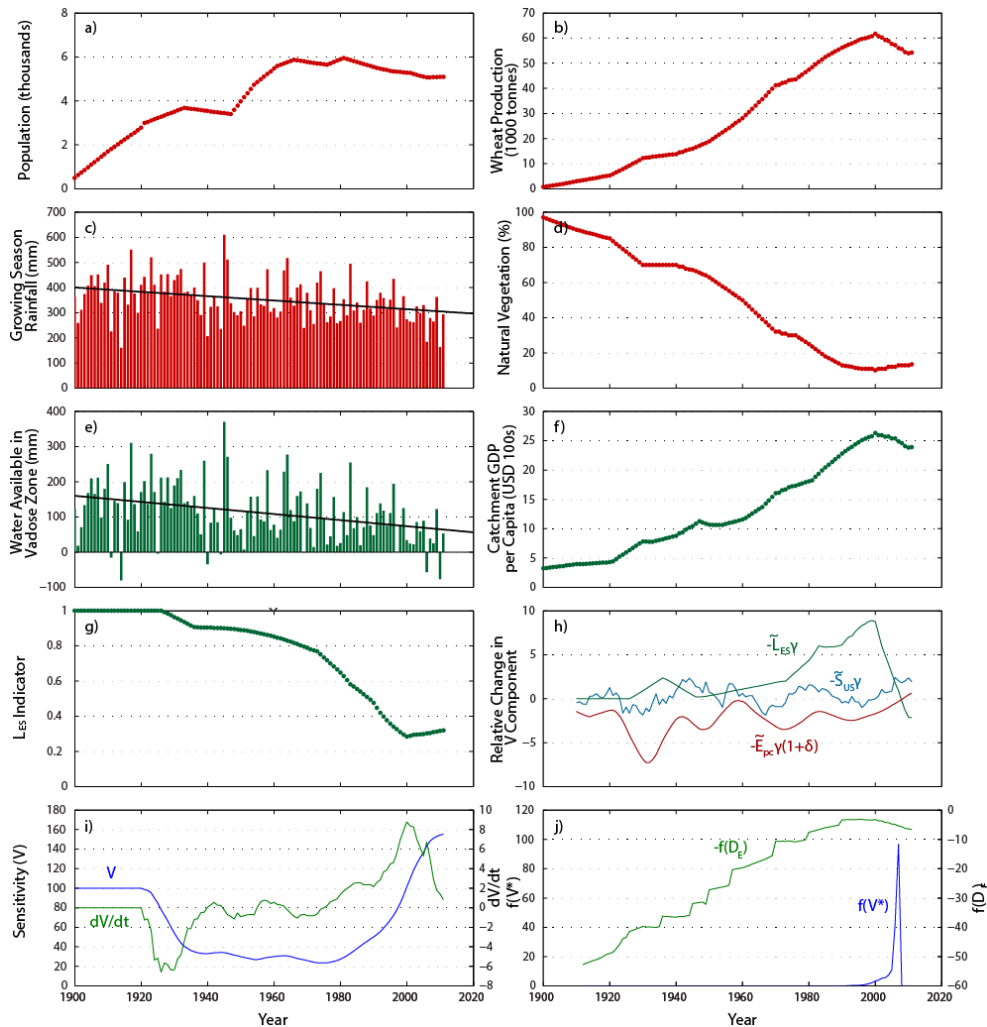 a)
Population (thousands)
8
6
4
2
0
b)
Wheat Production
(1000 tonnes)
70
60
50
40
30
20
10
0
c)
Growing Season
Rainfall (mm)
700
600
500
400
300
200
100
0
d)
Natural Vegetation (%)
100
80
60
40
20
0
e)
Water Available in
Vadose Zone (mm)
400
300
200
100
0
−100
f)
Catchment GDP
per Capita (USD 100s)
30
25
20
15
10
5
0
g)
LES Indicator
1
0.8
0.6
0.4
0.2
0
h)
Relative Change in
V Component
10
5
0
−5
−10
-L̃ESγ
-S̃USγ
-Ẽpcγ(1+δ)
i)
Sensitivity (V)
180
160
140
120
100
80
60
40
20
0
V
dV/dt
10
8
6
4
2
0
−2
−4
−6
−8
dV/dt
1900 1920 1940 1960 1980 2000 2020
Year
j)
f(V*)
120
100
80
60
40
20
0
-f(DE)
f(V*)
0
−10
−20
−30
−40
−50
−60
1900 1920 1940 1960 1980 2000 2020
Year